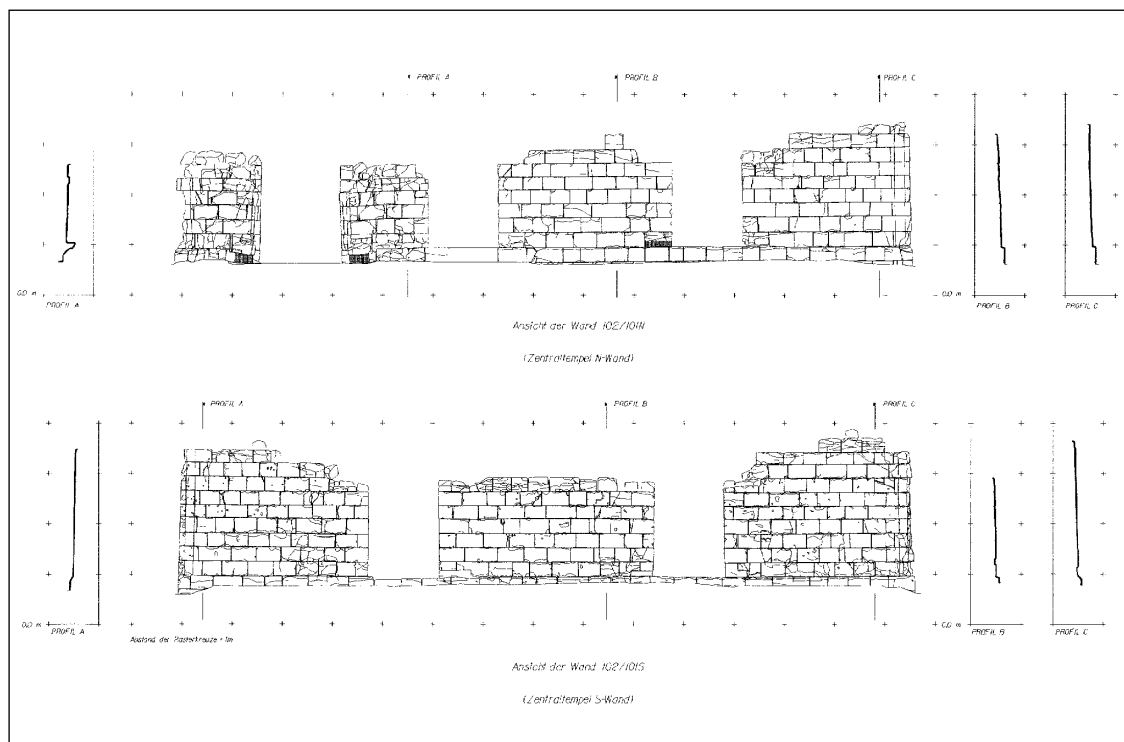 PROFIL A
PROFIL B
PROFIL C
0.0 m
PROFIL A
0.0 m
PROFIL B
PROFIL C
Ansicht der Wand 102/101N
(Zentraltempel N-Wand)
PROFIL A
PROFIL B
PROFIL C
0.0 m
PROFIL A
Abstand der Rasterkreuze = 1m
0.0 m
PROFIL B
PROFIL C
Ansicht der Wand 102/101S
(Zentraltempel S-Wand)